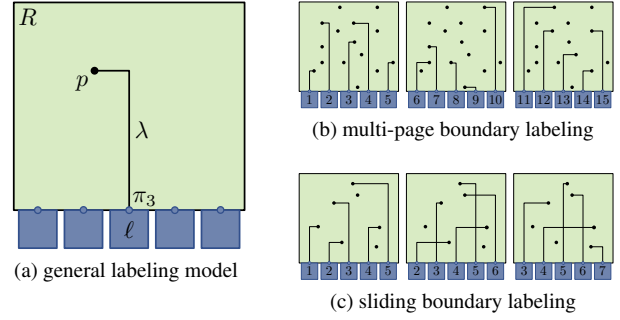 R
p
λ
π3
ℓ
(a) general labeling model
1 2 3 4 5 6 7 8 9 10 11 12 13 14 15
(b) multi-page boundary labeling
1 2 3 4 5 2 3 4 5 6 3 4 5 6 7
(c) sliding boundary labeling